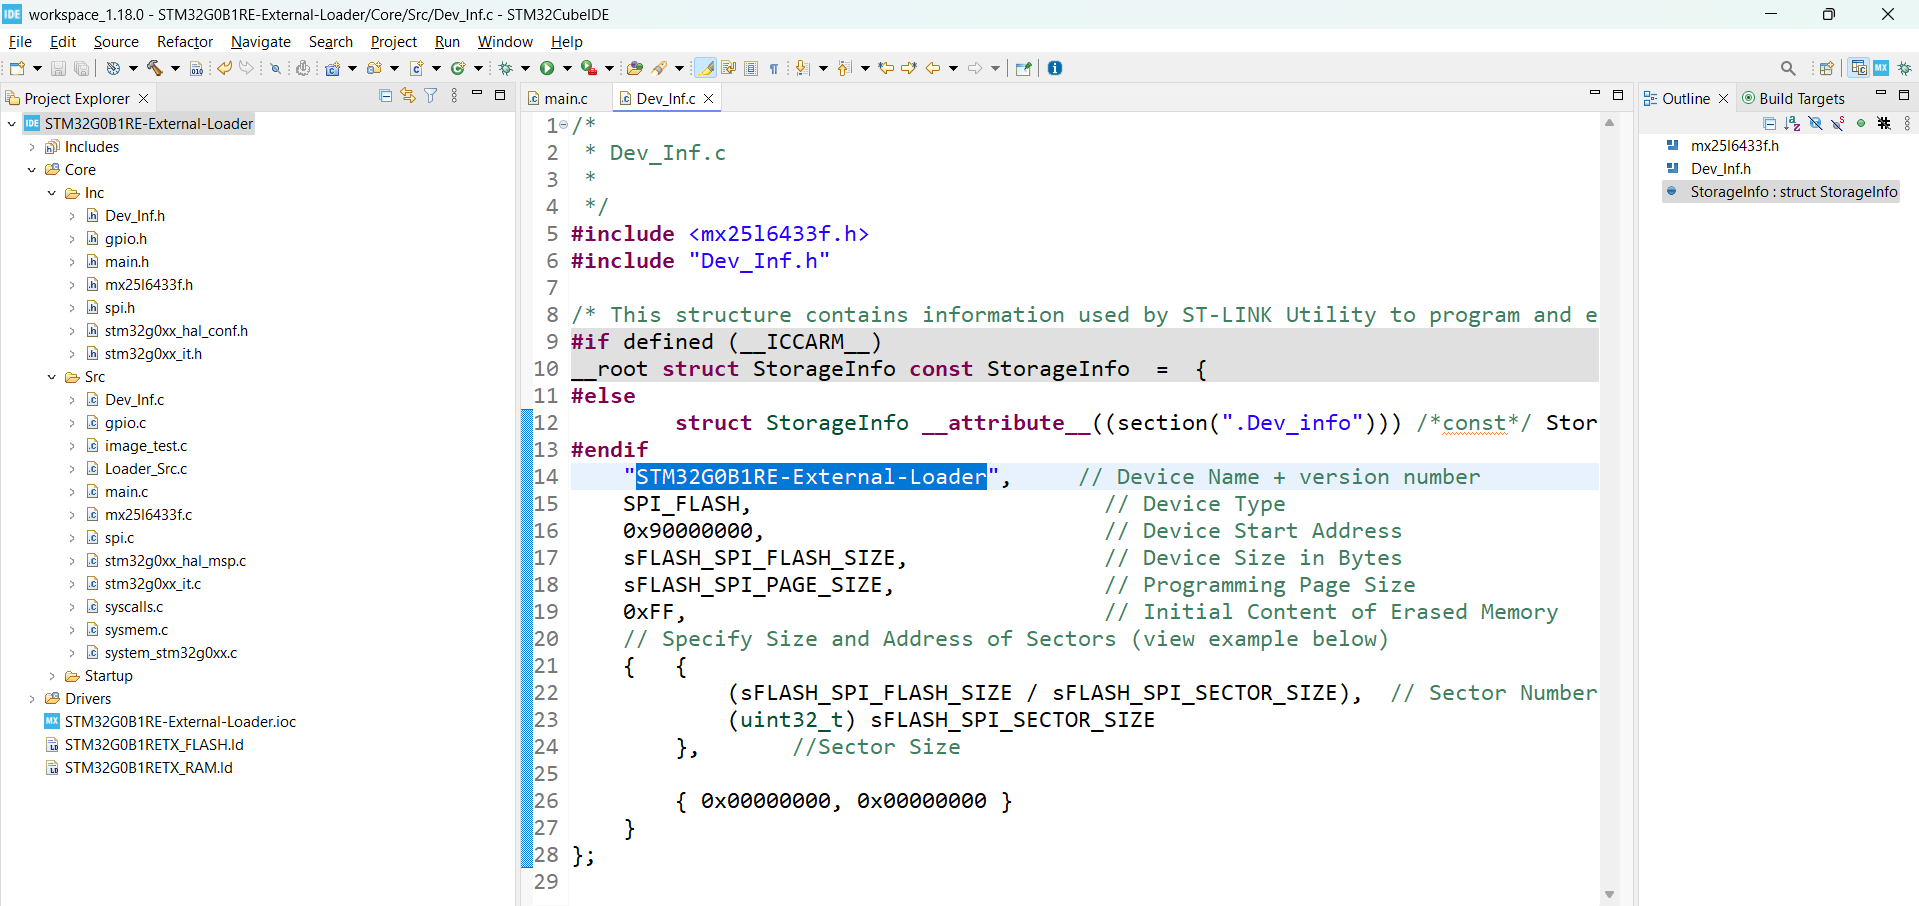 workspace_1.18.0 - STM32G0B1RE-External-Loader/Core/Src/Dev_Inf.c - STM32CubeIDE
File Edit Source Refactor Navigate Search Project Run Window Help
Project Explorer
STM32G0B1RE-External-Loader
Includes
Core
Inc
Dev_Inf.h
gpio.h
main.h
mx25l6433f.h
spi.h
stm32g0xx_hal_conf.h
stm32g0xx_it.h
Src
Dev_Inf.c
gpio.c
image_test.c
Loader_Src.c
main.c
mx25l6433f.c
spi.c
stm32g0xx_hal_msp.c
stm32g0xx_it.c
syscalls.c
sysmem.c
system_stm32g0xx.c
Startup
Drivers
STM32G0B1RE-External-Loader.ioc
STM32G0B1RETX_FLASH.ld
STM32G0B1RETX_RAM.ld
main.c Dev_Inf.c
1 /*
2  * Dev_Inf.c
3  *
4  */
5 #include <mx25l6433f.h>
6 #include "Dev_Inf.h"
7
8 /* This structure contains information used by ST-LINK Utility to program and e
9 #if defined (__ICCARM__)
10 __root struct StorageInfo const StorageInfo  =  {
11 #else
12         struct StorageInfo __attribute__((section(".Dev_info"))) /*const*/ Stor
13 #endif
14     "STM32G0B1RE-External-Loader",     // Device Name + version number
15     SPI_FLASH,                           // Device Type
16     0x90000000,                          // Device Start Address
17     sFLASH_SPI_FLASH_SIZE,               // Device Size in Bytes
18     sFLASH_SPI_PAGE_SIZE,                // Programming Page Size
19     0xFF,                                // Initial Content of Erased Memory
20     // Specify Size and Address of Sectors (view example below)
21     {   {
22             (sFLASH_SPI_FLASH_SIZE / sFLASH_SPI_SECTOR_SIZE),  // Sector Number
23             (uint32_t) sFLASH_SPI_SECTOR_SIZE
24         },       //Sector Size
25
26         { 0x00000000, 0x00000000 }
27     }
28 };
29
Outline Build Targets
mx25l6433f.h
Dev_Inf.h
StorageInfo : struct StorageInfo